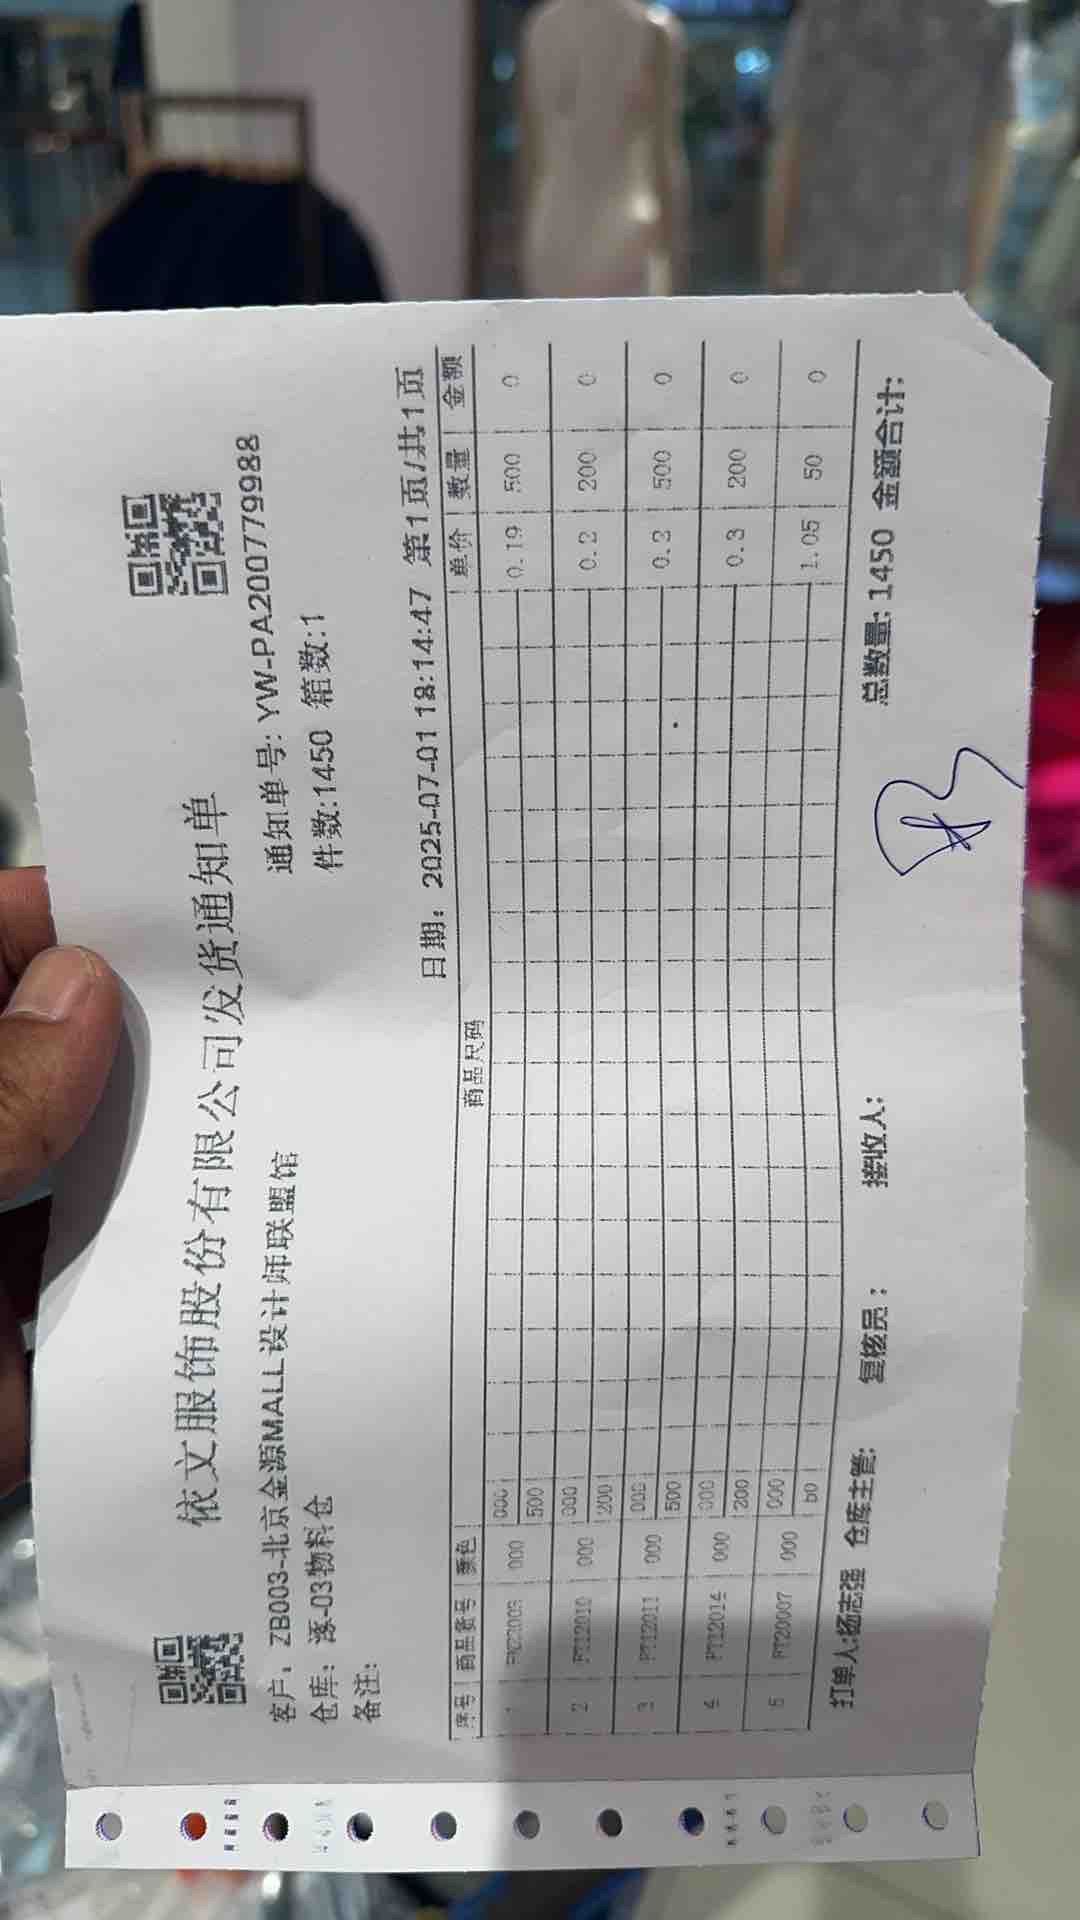 依文服饰股份有限公司发货通知单
客户: ZB003-北京金源MALL设计师联盟馆 通知单号: YW-PA200779988
仓库: 涿-03物料仓 件数:1450 箱数:1
备注:
日期: 2025-07-01 18:14:47 第1页/共1页
序号 商品货号 颜色 商品尺码 单价 数量 金额
000
1 000 0.19 500 0
500
000
2 PT12010 000 0.2 200 0
200
000
3 PT12011 000 0.2 500 0
500
000
4 PT12014 000 0.3 200 0
200
000
5 PT20007 000 1.05 50 0
50
打单人:杨志强 仓库主管: 复核员: 接收人: 总数量: 1450 金额合计: